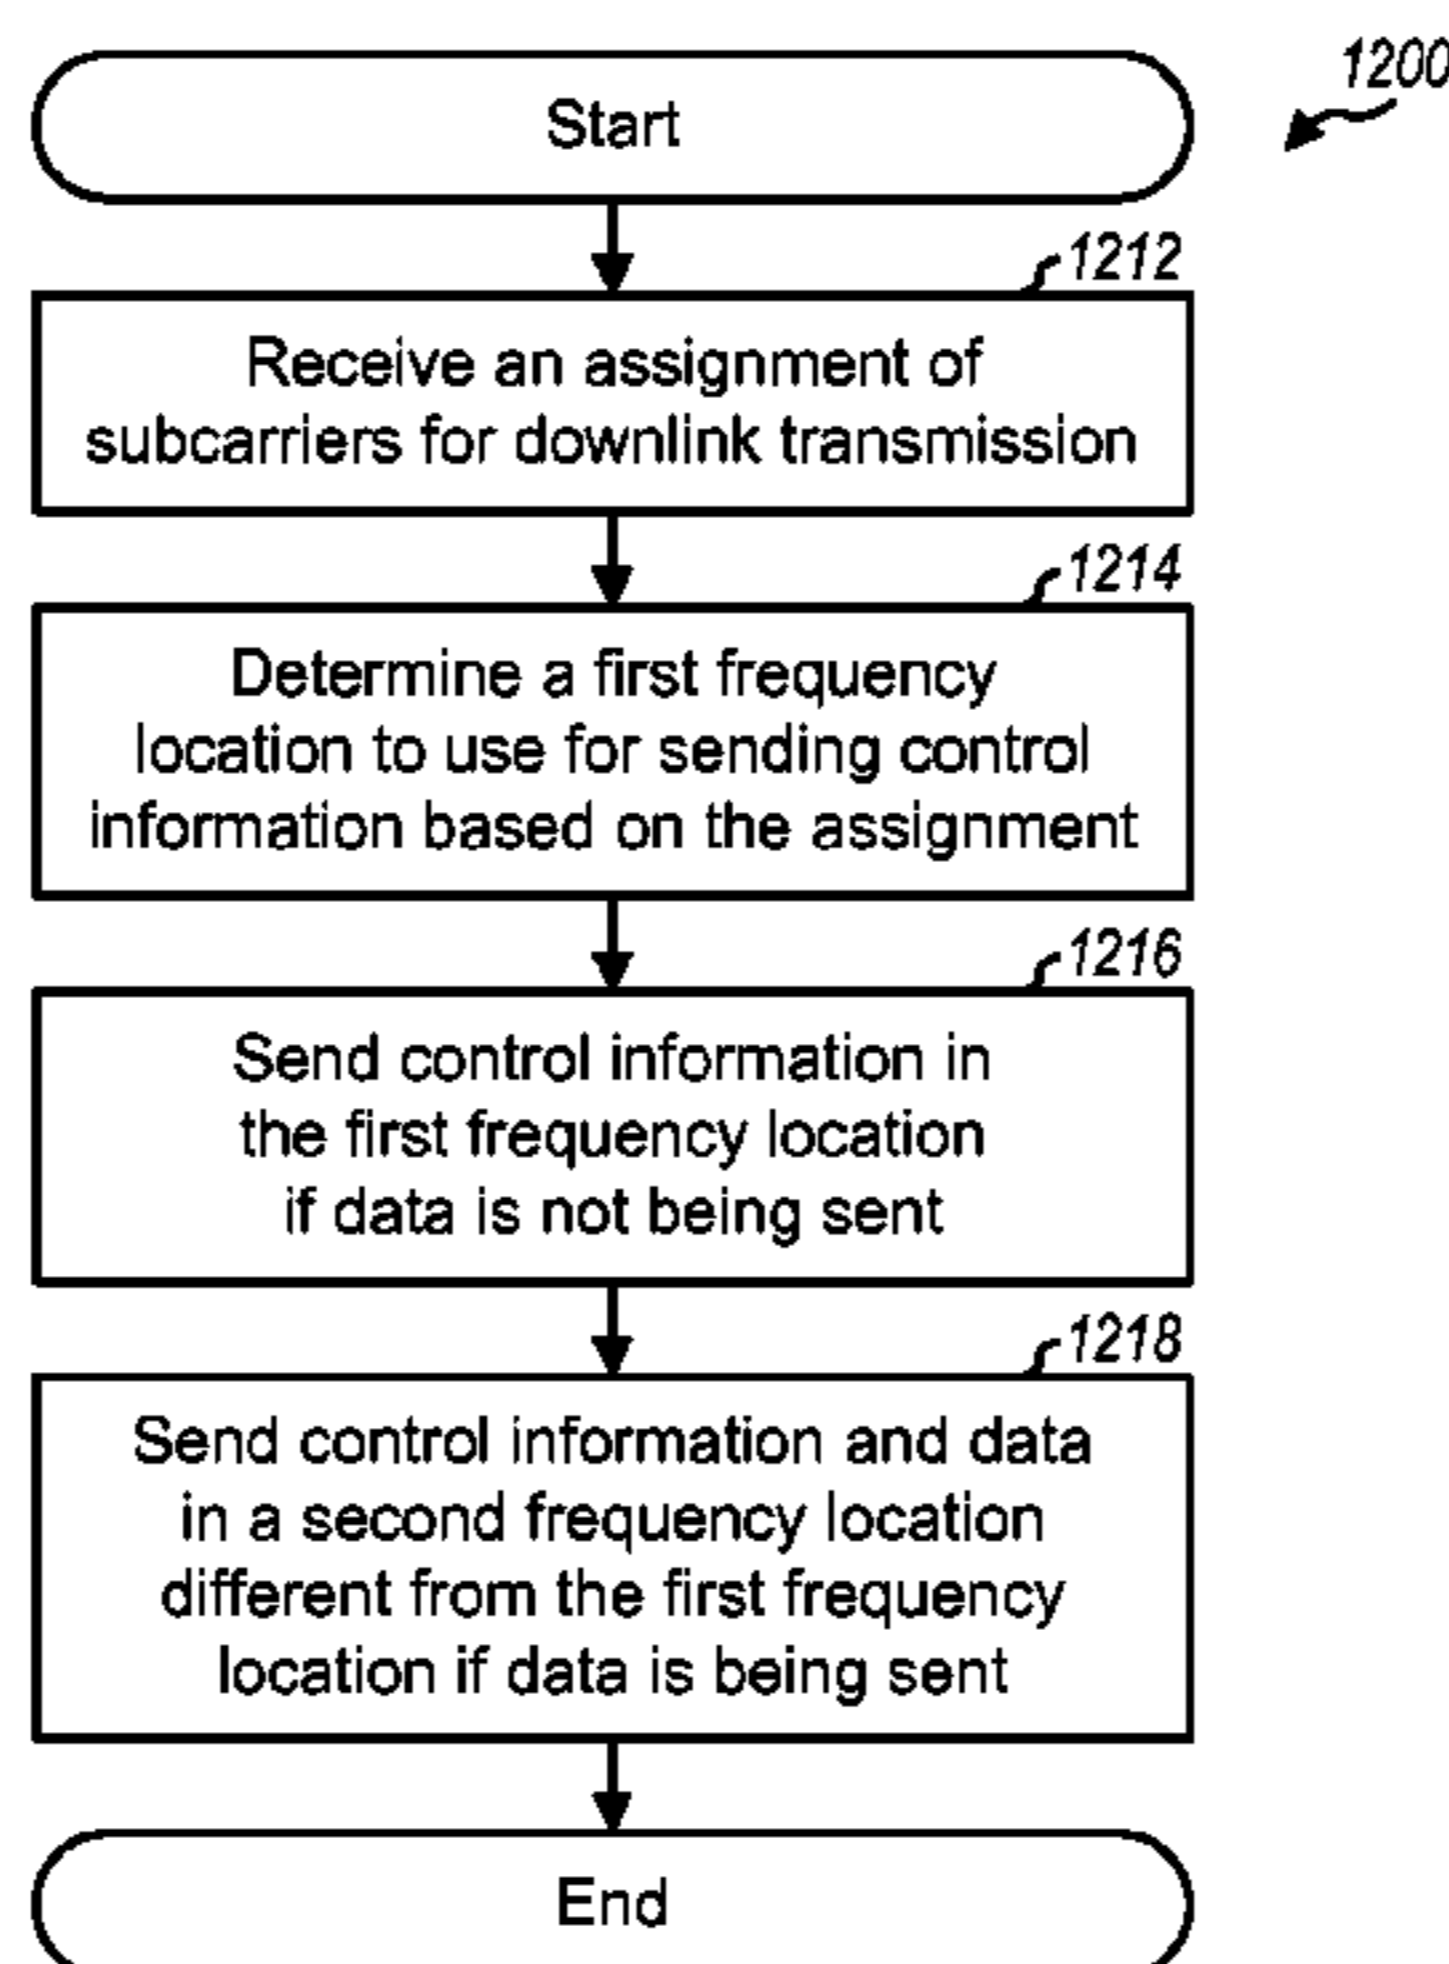 1200
Start
1212
Receive an assignment of
subcarriers for downlink transmission
1214
Determine a first frequency
location to use for sending control
information based on the assignment
1216
Send control information in
the first frequency location
if data is not being sent
1218
Send control information and data
in a second frequency location
different from the first frequency
location if data is being sent
End